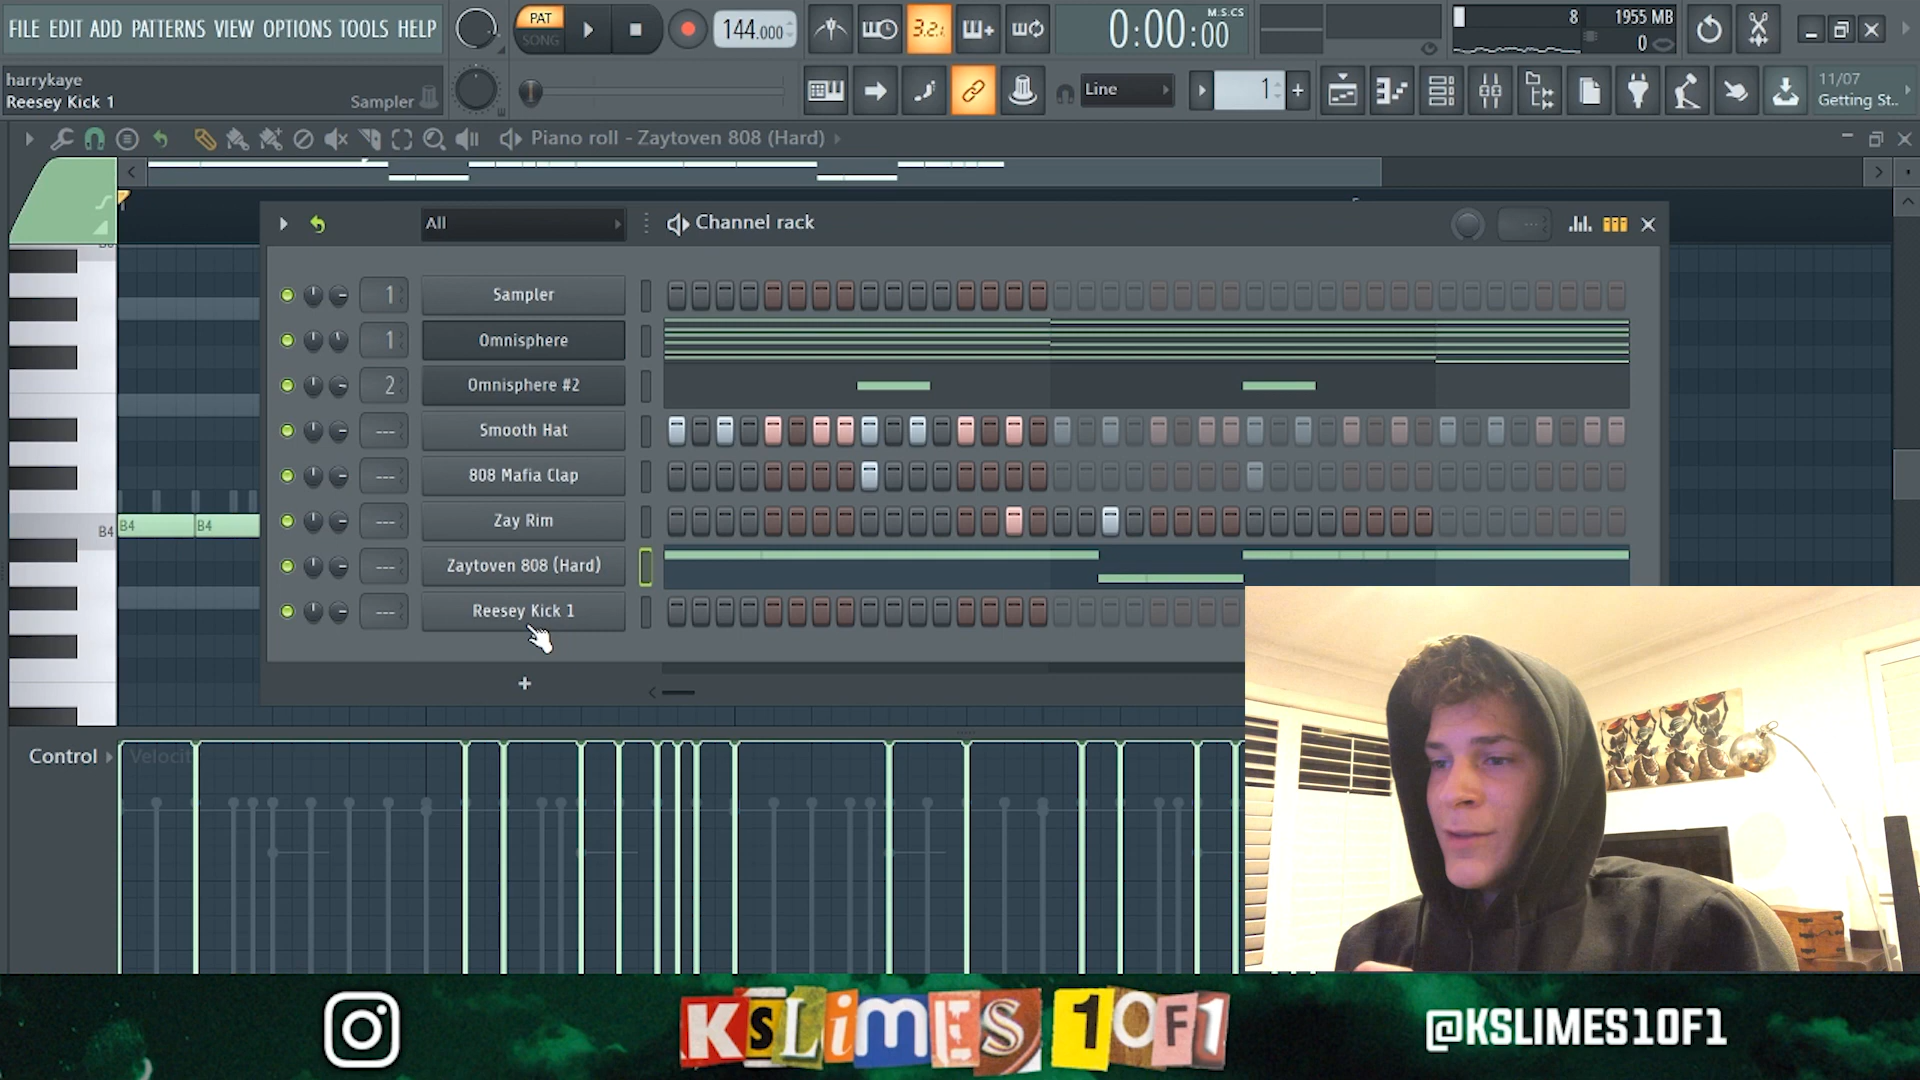 FILE EDIT ADD PATTERNS VIEW OPTIONS TOOLS HELP
PAT
SONG
144.000
3.2.
M:S:CS
0:00:00
8
1955 MB
0
harrykaye
Reesey Kick 1
Sampler
Line
1
11/07
Getting St..
Piano roll - Zaytoven 808 (Hard)
All
Channel rack
1
Sampler
1
Omnisphere
2
Omnisphere #2
---
Smooth Hat
---
808 Mafia Clap
---
Zay Rim
---
Zaytoven 808 (Hard)
---
Reesey Kick 1
B4
B4
B4
+
Control
Velocit
KSLiMES 1OF1
@KSLIMES1OF1